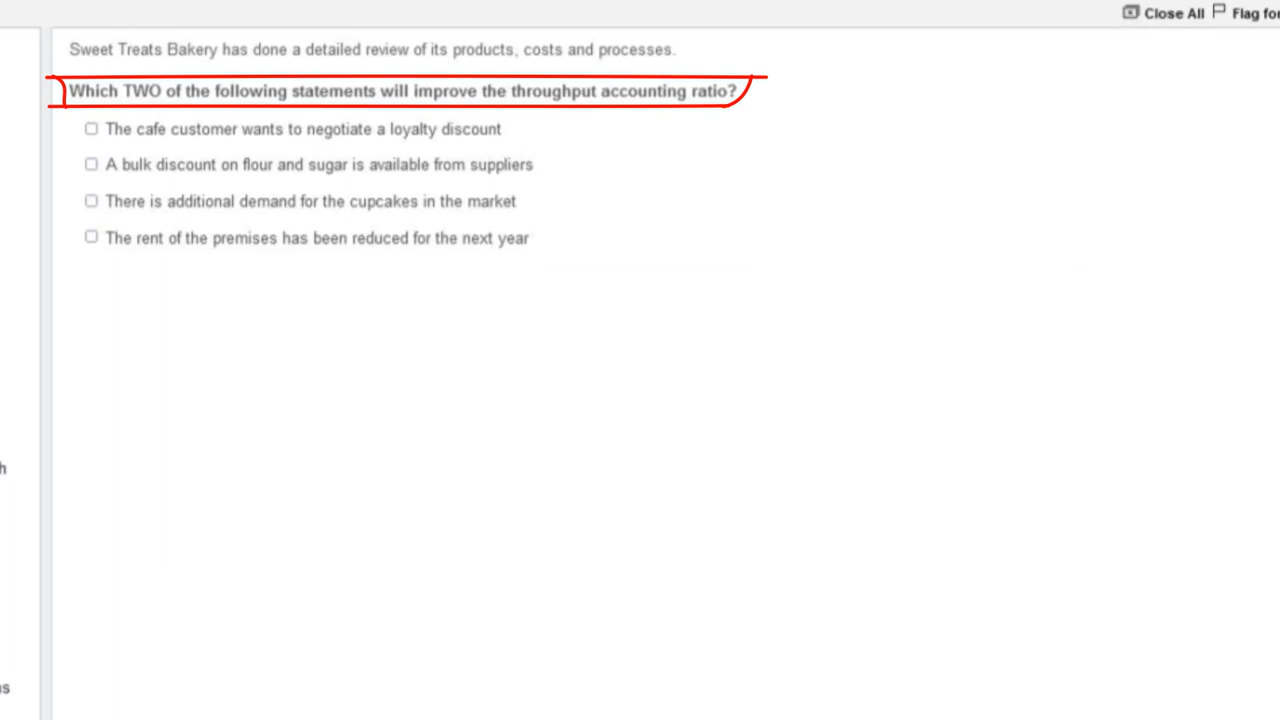 Close All Flag for
Sweet Treats Bakery has done a detailed review of its products, costs and processes.
Which TWO of the following statements will improve the throughput accounting ratio?
The cafe customer wants to negotiate a loyalty discount
A bulk discount on flour and sugar is available from suppliers
There is additional demand for the cupcakes in the market
The rent of the premises has been reduced for the next year
h